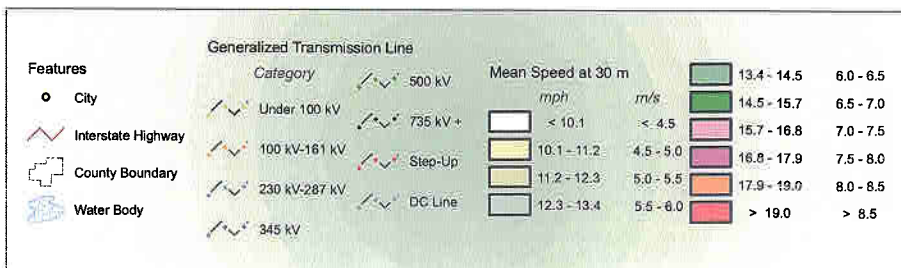 Features
City
Interstate Highway
County Boundary
Water Body
Generalized Transmission Line
Category
Under 100 kV
100 kV-161 kV
230 kV-287 kV
345 kV
500 kV
735 kV +
Step-Up
DC Line
Mean Speed at 30 m
mph m/s
< 10.1 < 4.5
10.1 - 11.2 4.5 - 5.0
11.2 - 12.3 5.0 - 5.5
12.3 - 13.4 5.5 - 6.0
13.4 - 14.5 6.0 - 6.5
14.5 - 15.7 6.5 - 7.0
15.7 - 16.8 7.0 - 7.5
16.8 - 17.9 7.5 - 8.0
17.9 - 19.0 8.0 - 8.5
> 19.0 > 8.5